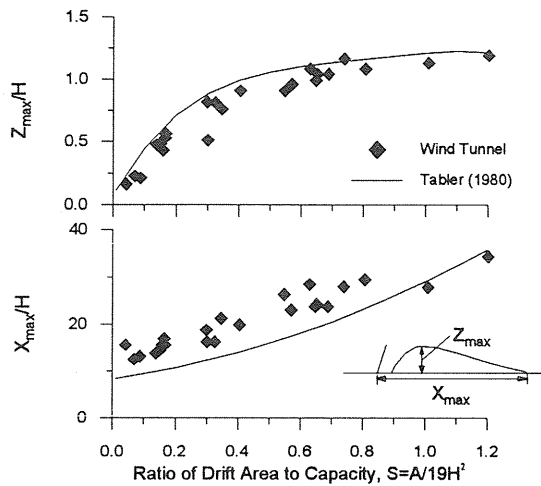 1.5
1.0
0.5
0.0
Zmax/H
Wind Tunnel
Tabler (1980)
40
20
0
Xmax/H
Zmax
Xmax
0.0 0.2 0.4 0.6 0.8 1.0 1.2
Ratio of Drift Area to Capacity, S=A/19H²